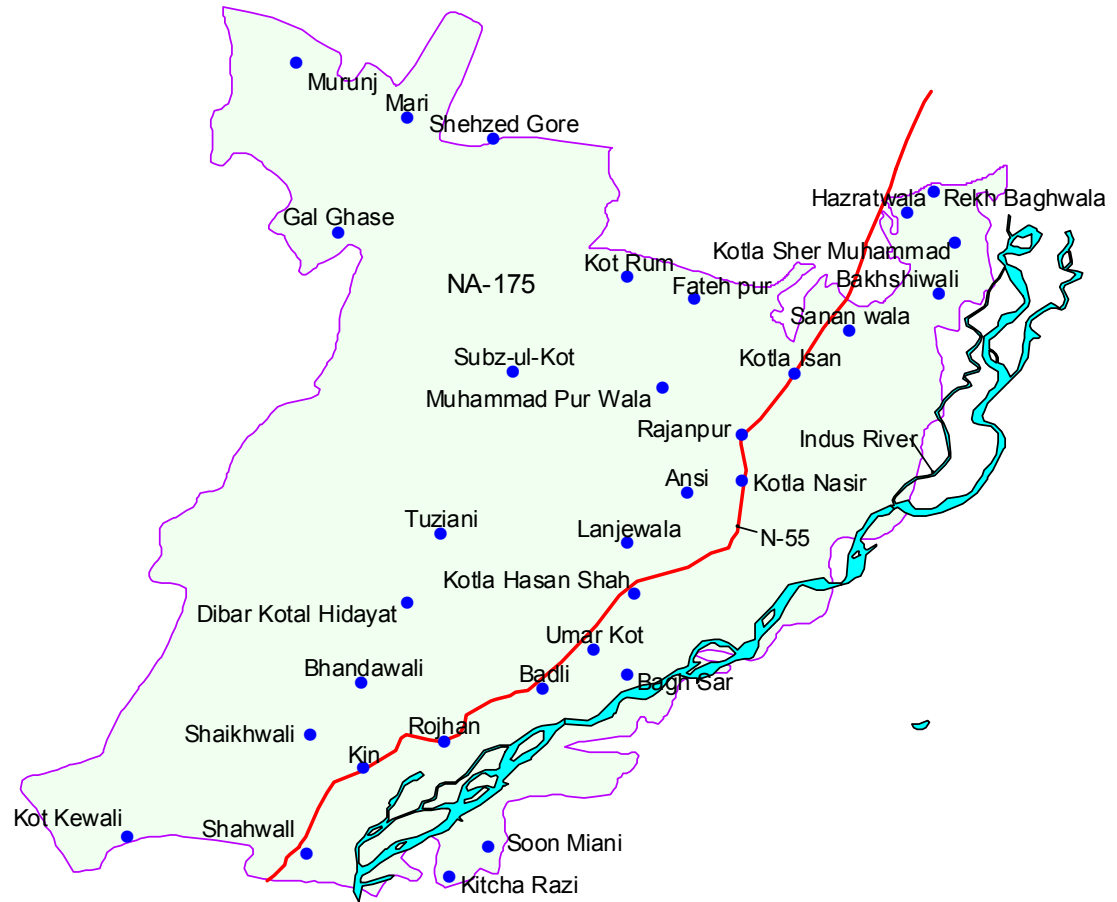 Murunj
Mari
Shehzed Gore
Hazratwala
Rekh Baghwala
Gal Ghase
Kotla Sher Muhammad
Kot Rum
Bakhshiwali
NA-175
Fateh pur
Sanan wala
Subz-ul-Kot
Kotla Isan
Muhammad Pur Wala
Rajanpur
Indus River
Ansi
Kotla Nasir
Tuziani
Lanjewala
N-55
Kotla Hasan Shah
Dibar Kotal Hidayat
Umar Kot
Bhandawali
Bagh Sar
Badli
Shaikhwali
Rojhan
Kin
Kot Kewali
Shahwall
Soon Miani
Kitcha Razi